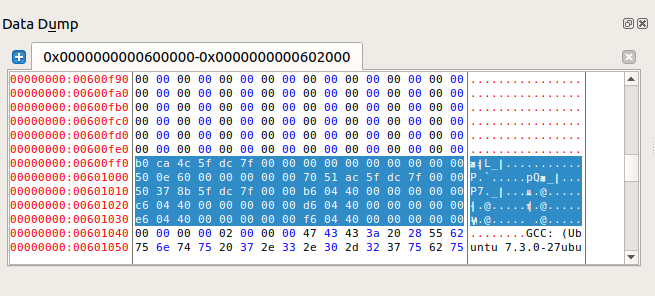 Data Dump
0x0000000000600000-0x0000000000602000
00000000:00600f90 00 00 00 00 00 00 00 00 00 00 00 00 00 00 00 00 ................
00000000:00600fa0 00 00 00 00 00 00 00 00 00 00 00 00 00 00 00 00 ................
00000000:00600fb0 00 00 00 00 00 00 00 00 00 00 00 00 00 00 00 00 ................
00000000:00600fc0 00 00 00 00 00 00 00 00 00 00 00 00 00 00 00 00 ................
00000000:00600fd0 00 00 00 00 00 00 00 00 00 00 00 00 00 00 00 00 ................
00000000:00600fe0 00 00 00 00 00 00 00 00 00 00 00 00 00 00 00 00 ................
00000000:00600ff0 b0 ca 4c 5f dc 7f 00 00 00 00 00 00 00 00 00 00
00000000:00601000 50 0e 60 00 00 00 00 00 70 51 ac 5f dc 7f 00 00
00000000:00601010 50 37 8b 5f dc 7f 00 00 b6 04 40 00 00 00 00 00
00000000:00601020 c6 04 40 00 00 00 00 00 d6 04 40 00 00 00 00 00
00000000:00601030 e6 04 40 00 00 00 00 00 f6 04 40 00 00 00 00 00
00000000:00601040 00 00 00 00 02 00 00 00 47 43 43 3a 20 28 55 62 ........GCC: (Ub
00000000:00601050 75 6e 74 75 20 37 2e 33 2e 30 2d 32 37 75 62 75 untu 7.3.0-27ubu